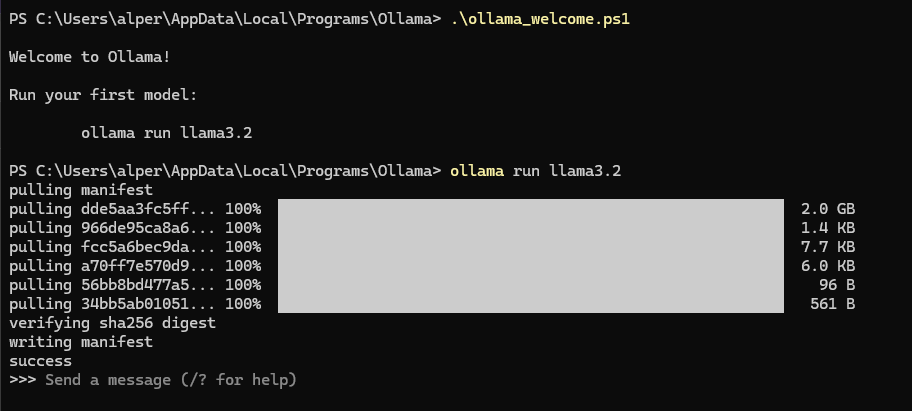 PS C:\Users\alper\AppData\Local\Programs\Ollama> .\ollama_welcome.ps1
Welcome to Ollama!
Run your first model:
ollama run llama3.2
PS C:\Users\alper\AppData\Local\Programs\Ollama> ollama run llama3.2
pulling manifest
pulling dde5aa3fc5ff... 100% 2.0 GB
pulling 966de95ca8a6... 100% 1.4 KB
pulling fcc5a6bec9da... 100% 7.7 KB
pulling a70ff7e570d9... 100% 6.0 KB
pulling 56bb8bd477a5... 100% 96 B
pulling 34bb5ab01051... 100% 561 B
verifying sha256 digest
writing manifest
success
>>> Send a message (/? for help)